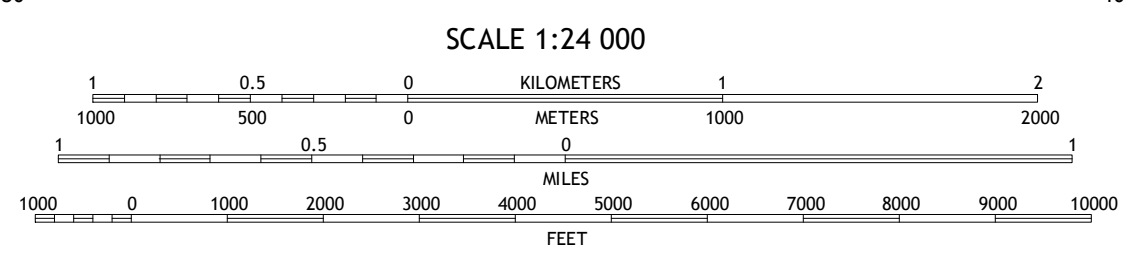 SCALE 1:24 000
1 0.5 0 KILOMETERS 1 2
1000 500 0 METERS 1000 2000
1 0.5 0 1
MILES
1000 0 1000 2000 3000 4000 5000 6000 7000 8000 9000 10000
FEET